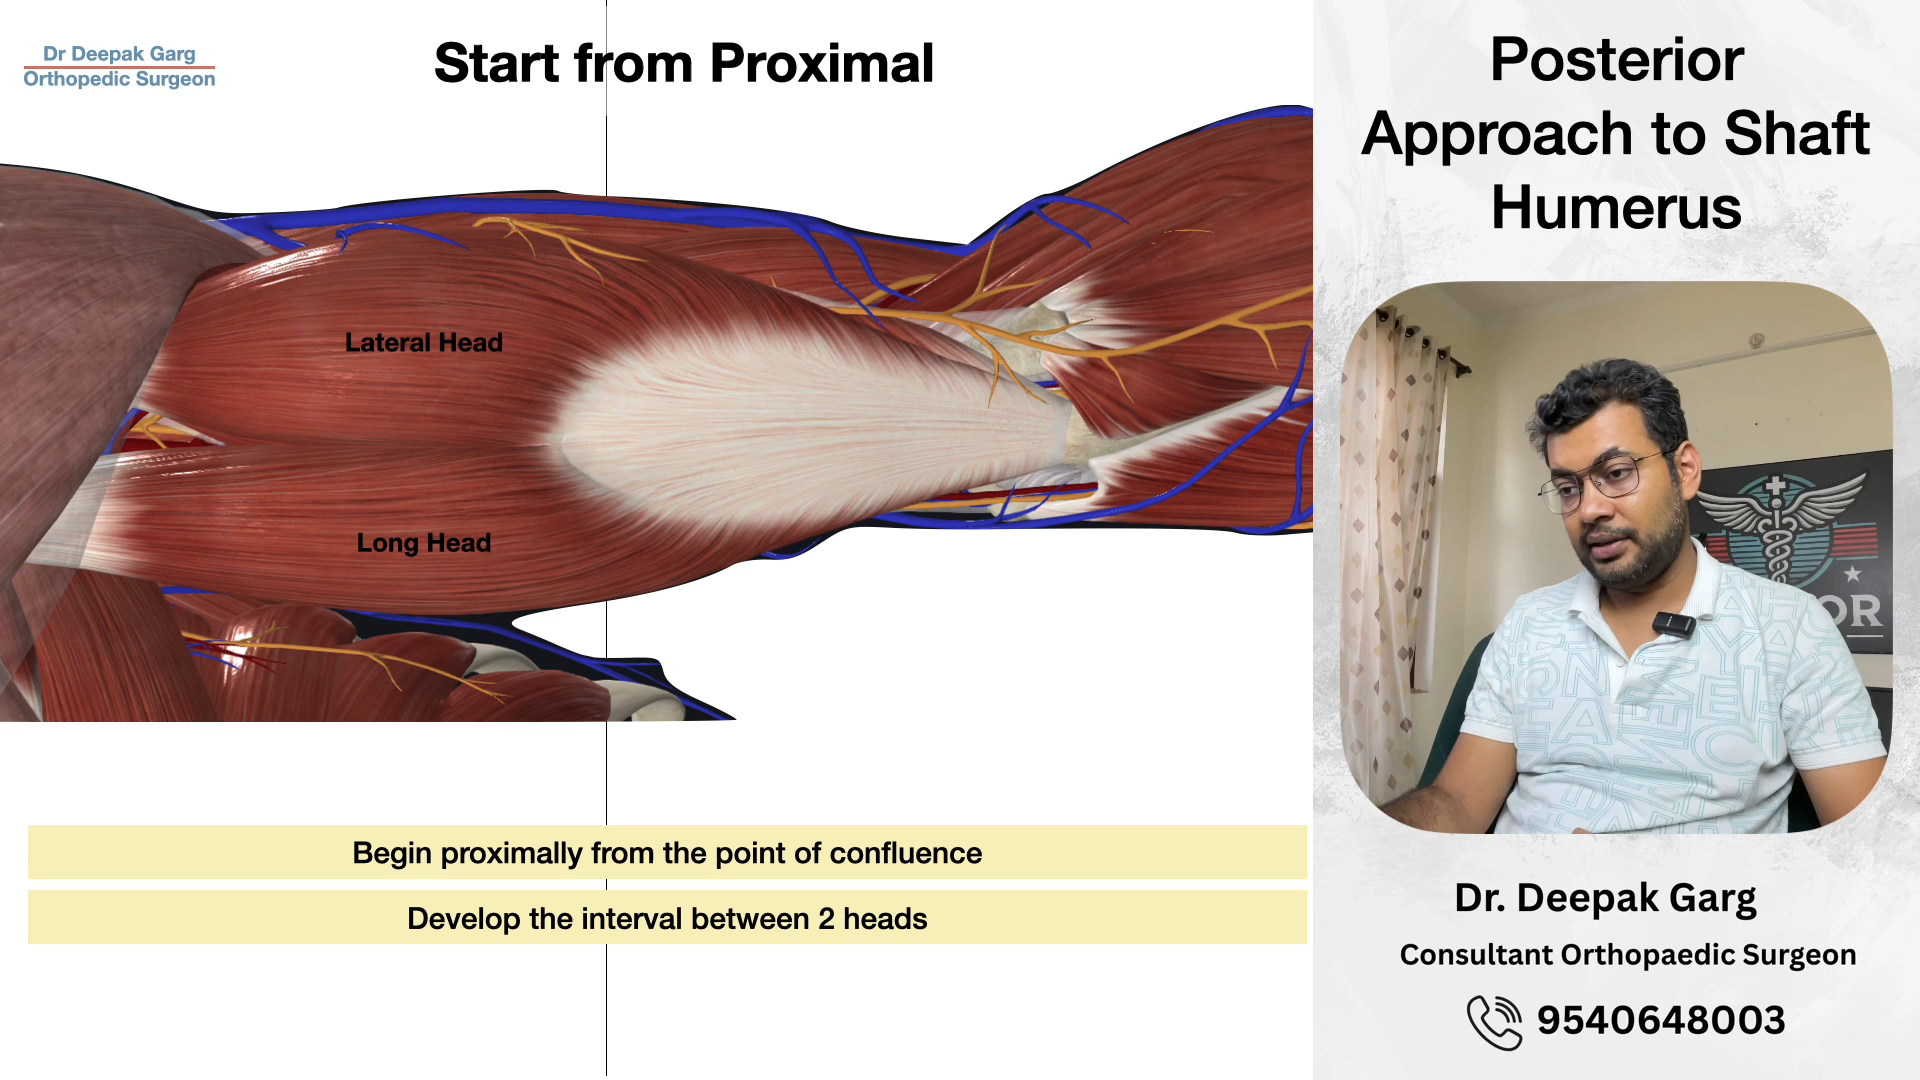 Dr Deepak Garg
Orthopedic Surgeon
Start from Proximal
Lateral Head
Long Head
Begin proximally from the point of confluence
Develop the interval between 2 heads
Posterior
Approach to Shaft
Humerus
OR
Dr. Deepak Garg
Consultant Orthopaedic Surgeon
9540648003